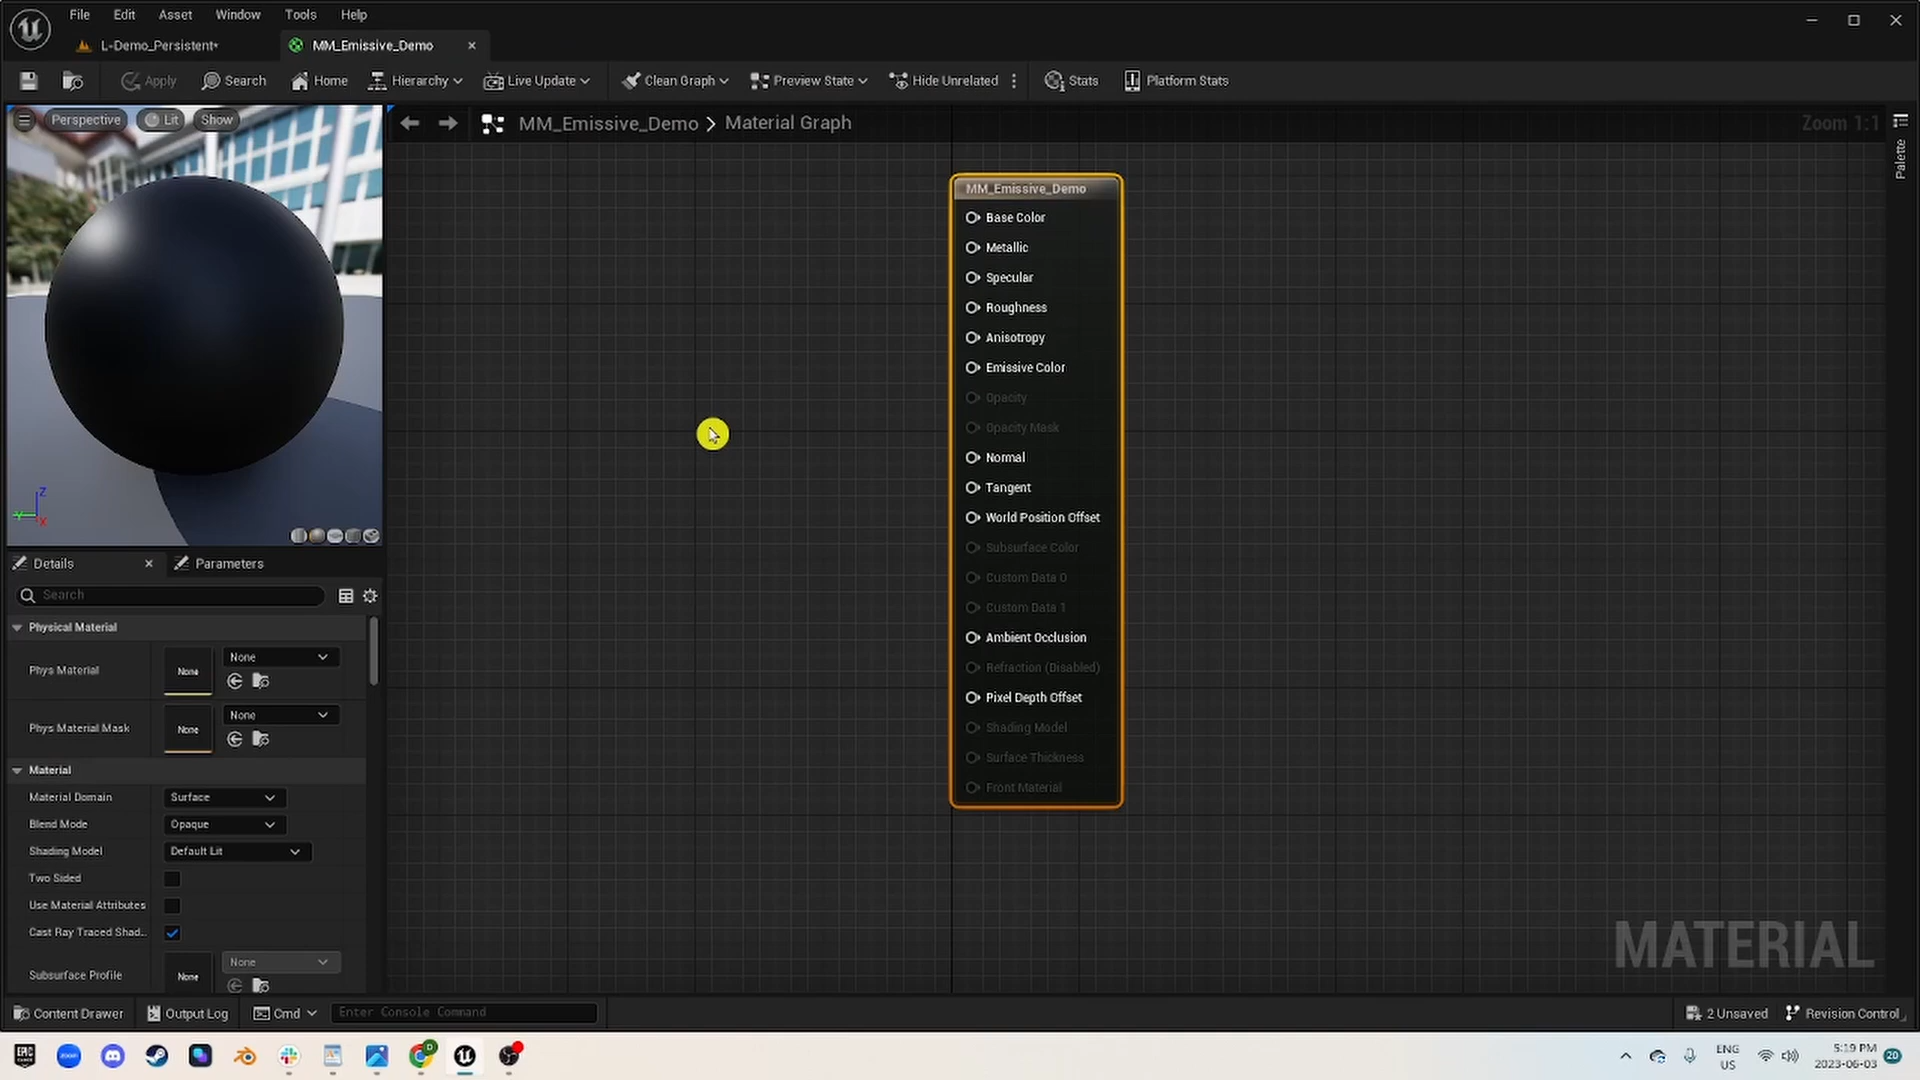 File Edit Asset Window Tools Help
L-Demo_Persistent*
MM_Emissive_Demo
Apply
Search
Home
Hierarchy
Live Update
Clean Graph
Preview State
Hide Unrelated
Stats
Platform Stats
Perspective
Lit
Show
MM_Emissive_Demo > Material Graph
Zoom 1:1
Palette
MM_Emissive_Demo
Base Color
Metallic
Specular
Roughness
Anisotropy
Emissive Color
Opacity
Opacity Mask
Normal
Tangent
World Position Offset
Subsurface Color
Custom Data 0
Custom Data 1
Ambient Occlusion
Refraction (Disabled)
Pixel Depth Offset
Shading Model
Surface Thickness
Front Material
Z
Y
X
Details
Parameters
Search
Physical Material
Phys Material
None
None
Phys Material Mask
None
None
Material
Material Domain
Surface
Blend Mode
Opaque
Shading Model
Default Lit
Two Sided
Use Material Attributes
Cast Ray Traced Shad..
Subsurface Profile
None
None
MATERIAL
Content Drawer
Output Log
Cmd
Enter Console Command
2 Unsaved
Revision Control
EPIC
GAMES
zoom
D
ENG
US
5:19 PM
2023-06-03
20